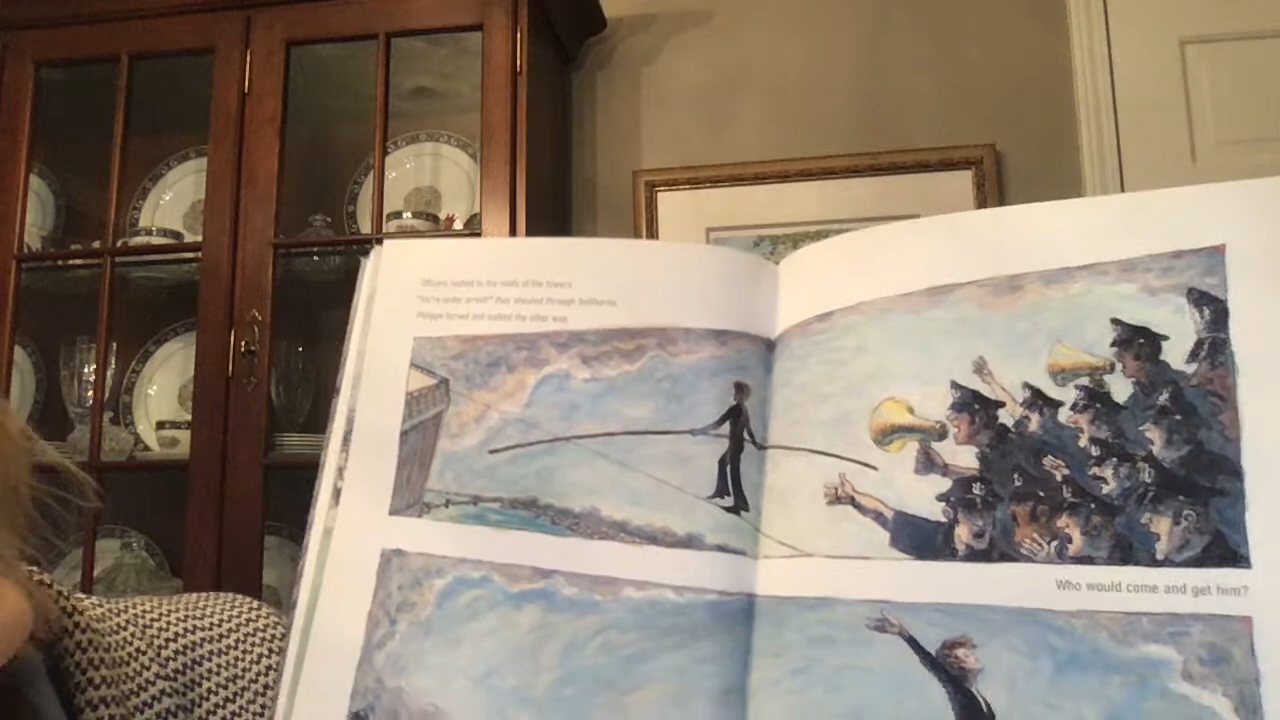 Officers rushed to the roofs of the towers.
"You're under arrest!" they shouted through bullhorns.
Philippe turned and walked the other way.
Who would come and get him?